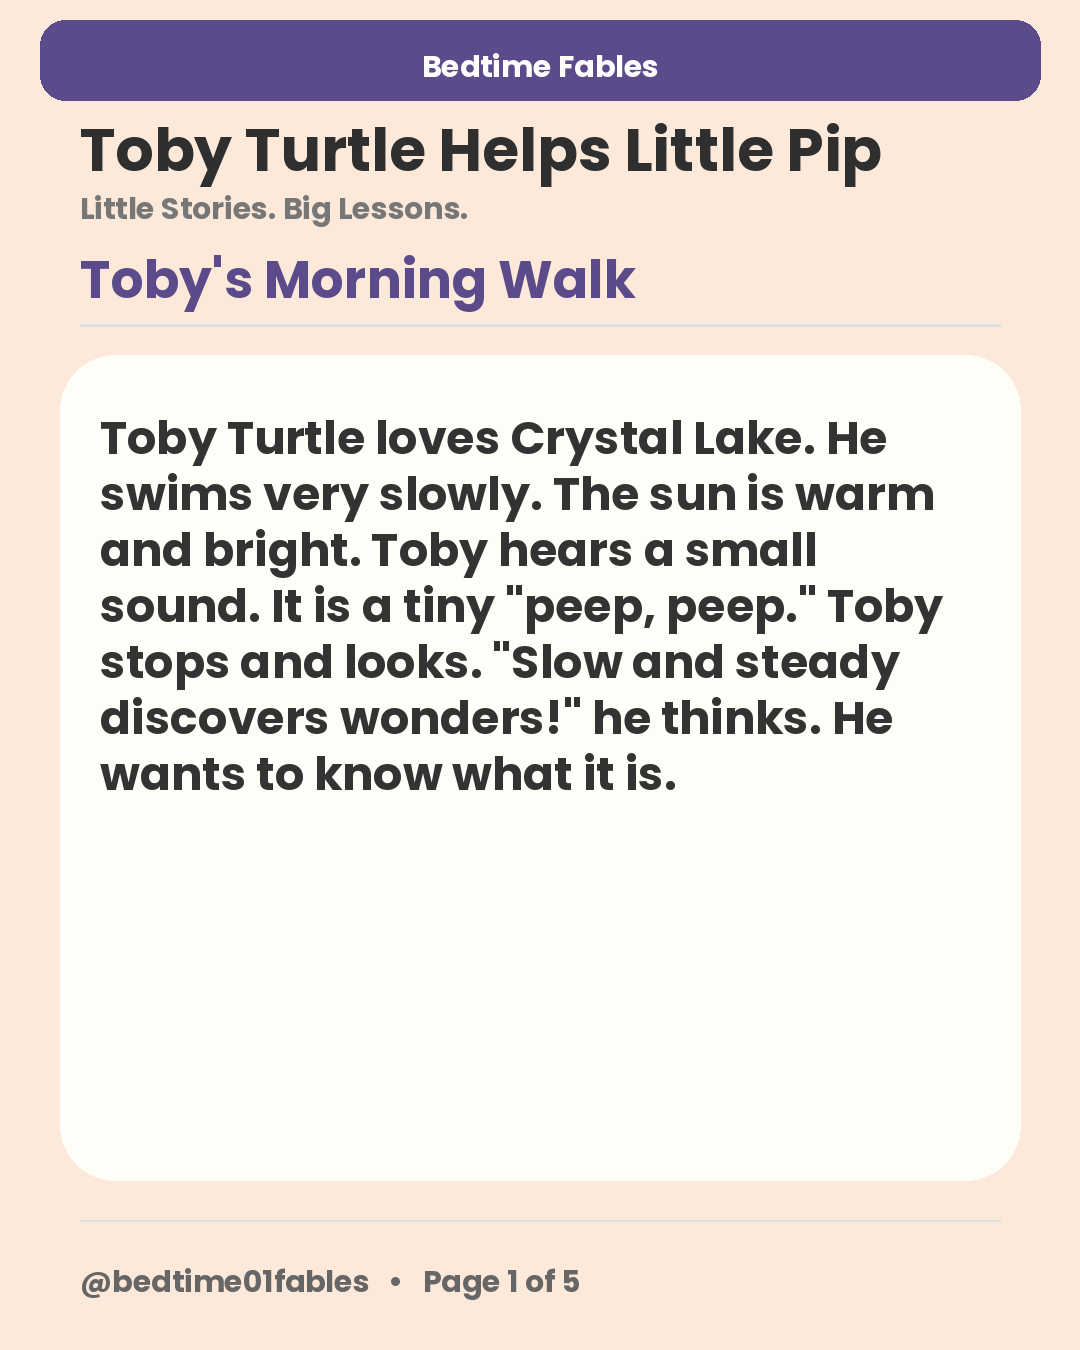 Bedtime Fables
Toby Turtle Helps Little Pip
Little Stories. Big Lessons.
Toby's Morning Walk
Toby Turtle loves Crystal Lake. He
swims very slowly. The sun is warm
and bright. Toby hears a small
sound. It is a tiny "peep, peep." Toby
stops and looks. "Slow and steady
discovers wonders!" he thinks. He
wants to know what it is.
@bedtime01fables • Page 1 of 5